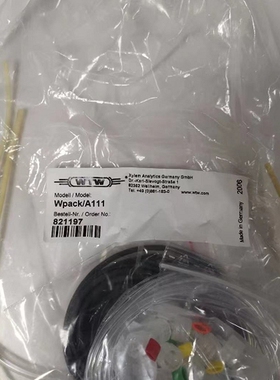 WTW
Xylem Analytics Germany GmbH
Dr.-Karl-Slevogt-Straße 1
82362 Weilheim, Germany
Tel. +49 (0)881-183-0
www.wtw.com
Modell / Model
Wpack/A111
Bestell-Nr. / Order No.:
821197
Made in Germany
2006